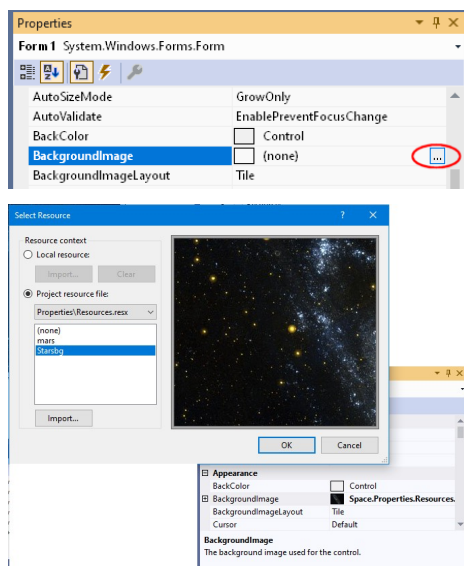 Properties
Form1 System.Windows.Forms.Form
AutoSizeMode GrowOnly
AutoValidate EnablePreventFocusChange
BackColor Control
BackgroundImage (none) ...
BackgroundImageLayout Tile
Select Resource ? ×
Resource context
Local resource:
Import... Clear
Project resource file:
Properties\Resources.resx
(none)
mars
Starsbg
Import...
OK Cancel
Appearance
BackColor Control
BackgroundImage Space.Properties.Resources.
BackgroundImageLayout Tile
Cursor Default
BackgroundImage
The background image used for the control.